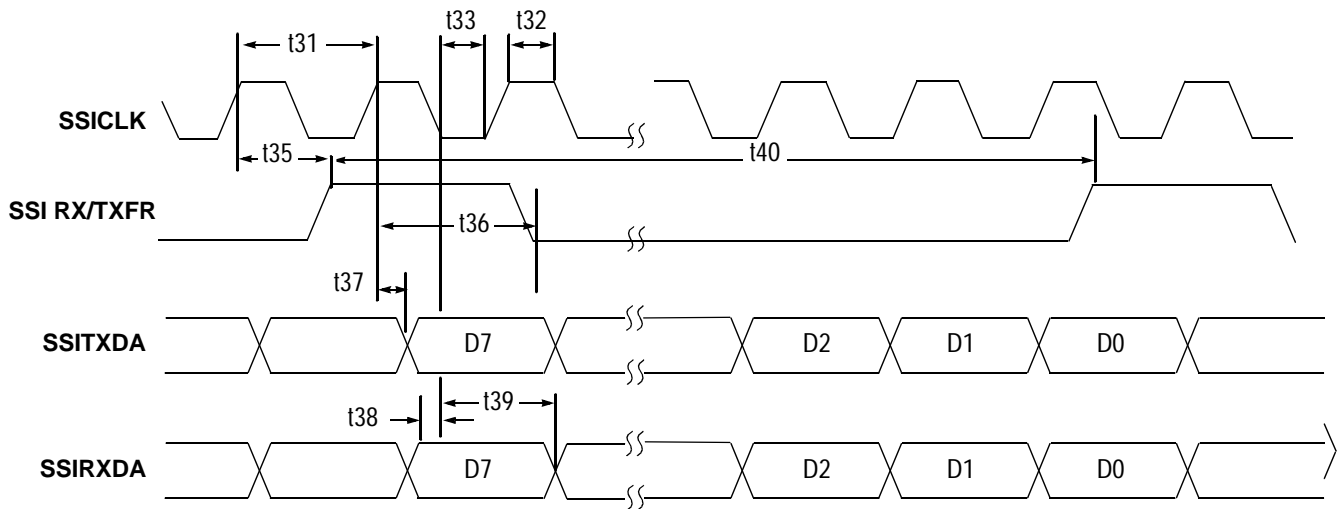 t31
t33
t32
SSICLK
t35
t40
SSI RX/TXFR
t36
t37
SSITXDA
D7
D2
D1
D0
t38
t39
SSIRXDA
D7
D2
D1
D0